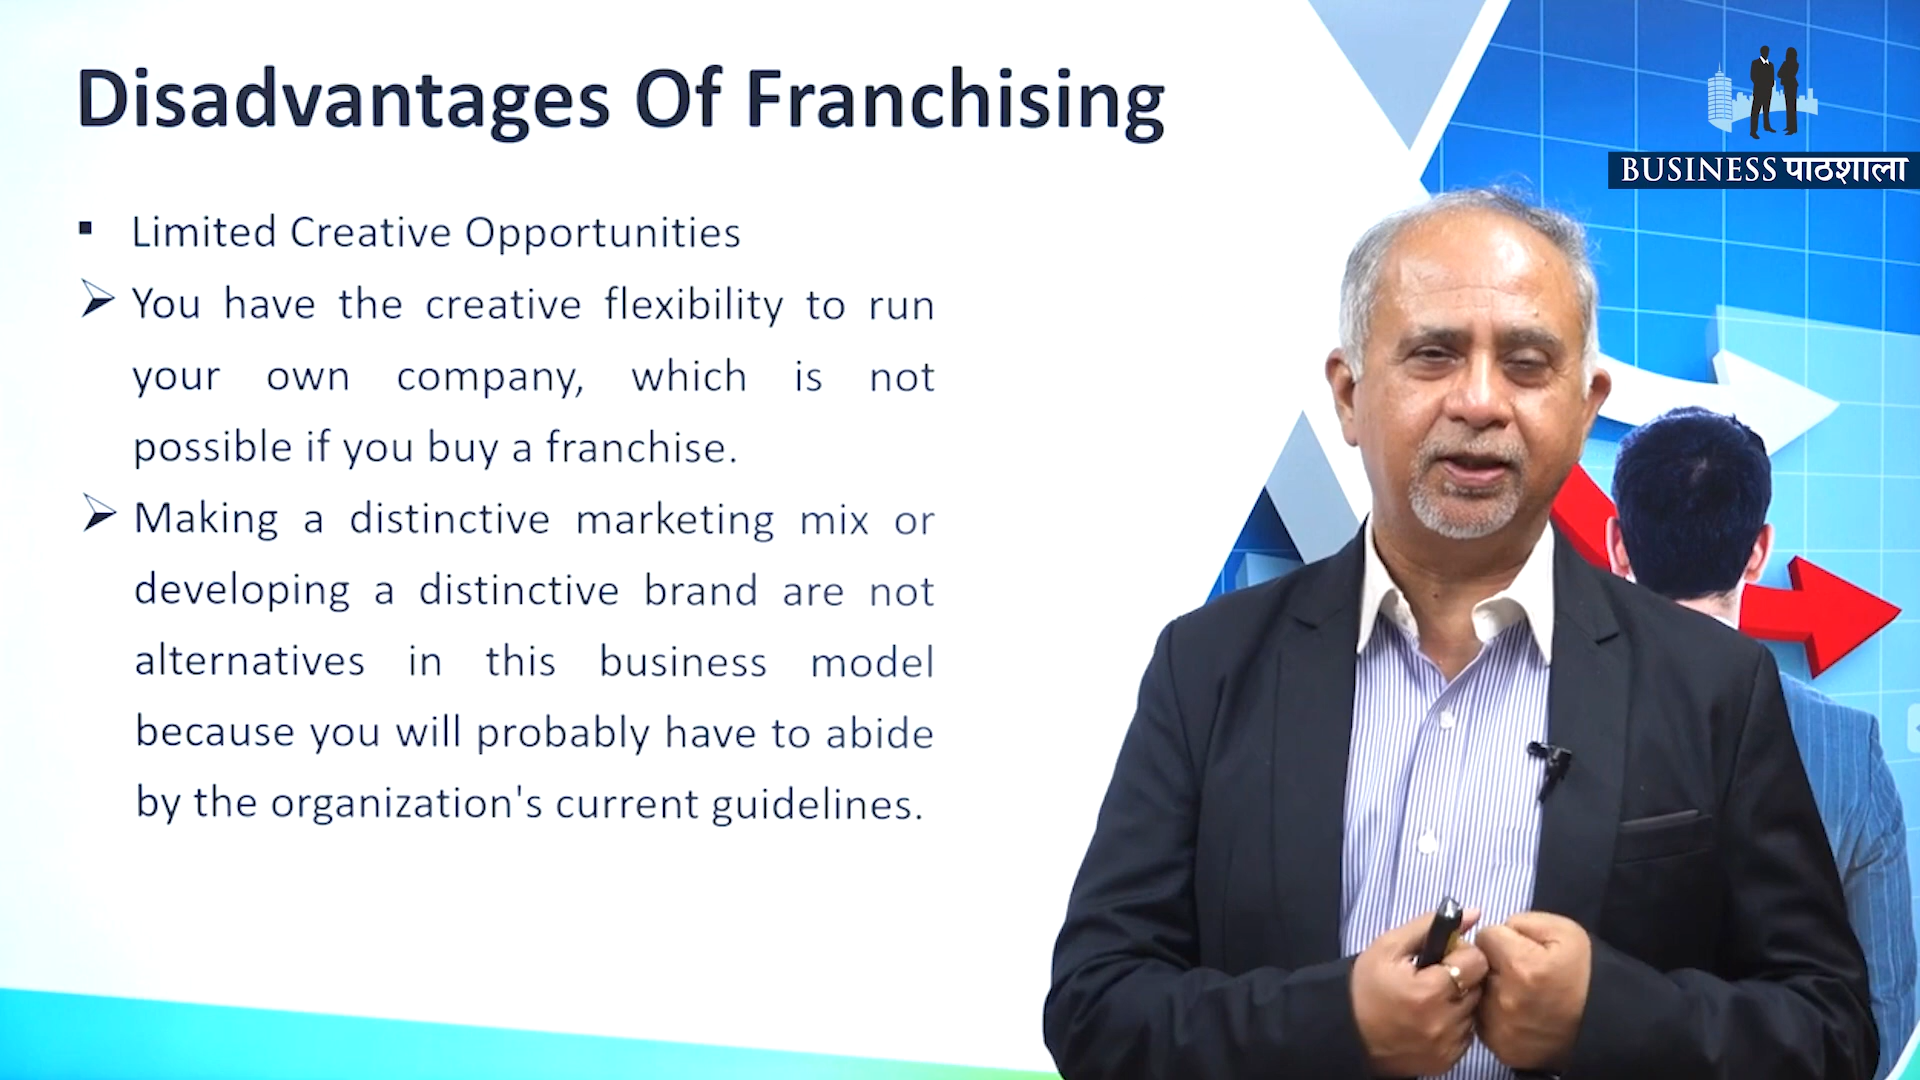 Disadvantages Of Franchising
BUSINESS पाठशाला
▪ Limited Creative Opportunities
➢ You have the creative flexibility to run
your own company, which is not
possible if you buy a franchise.
➢ Making a distinctive marketing mix or
developing a distinctive brand are not
alternatives in this business model
because you will probably have to abide
by the organization's current guidelines.